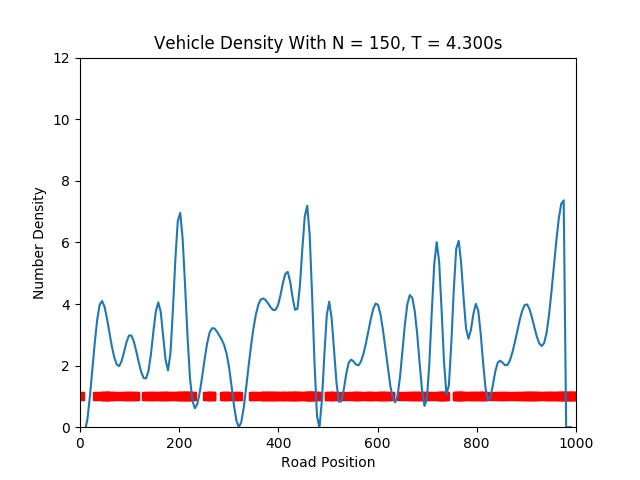 Vehicle Density With N = 150, T = 4.300s
12
10
8
6
4
2
0
Number Density
0 200 400 600 800 1000
Road Position